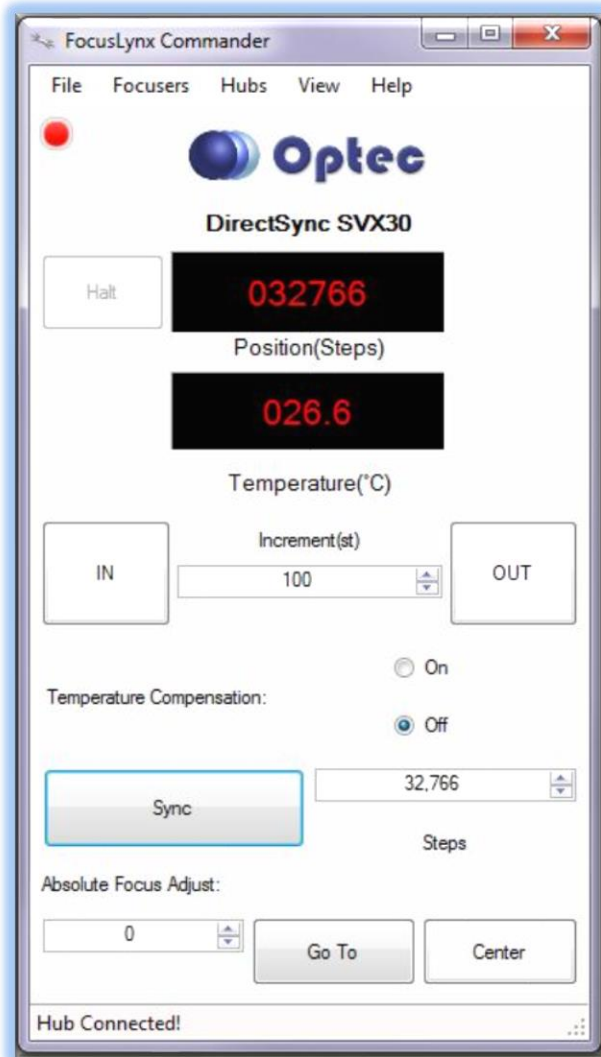 FocusLynx Commander
File Focusers Hubs View Help
Optec
DirectSync SVX30
Halt
032766
Position(Steps)
026.6
Temperature(°C)
IN
Increment(st)
100
OUT
On
Temperature Compensation:
Off
Sync
32,766
Steps
Absolute Focus Adjust:
0
Go To
Center
Hub Connected!